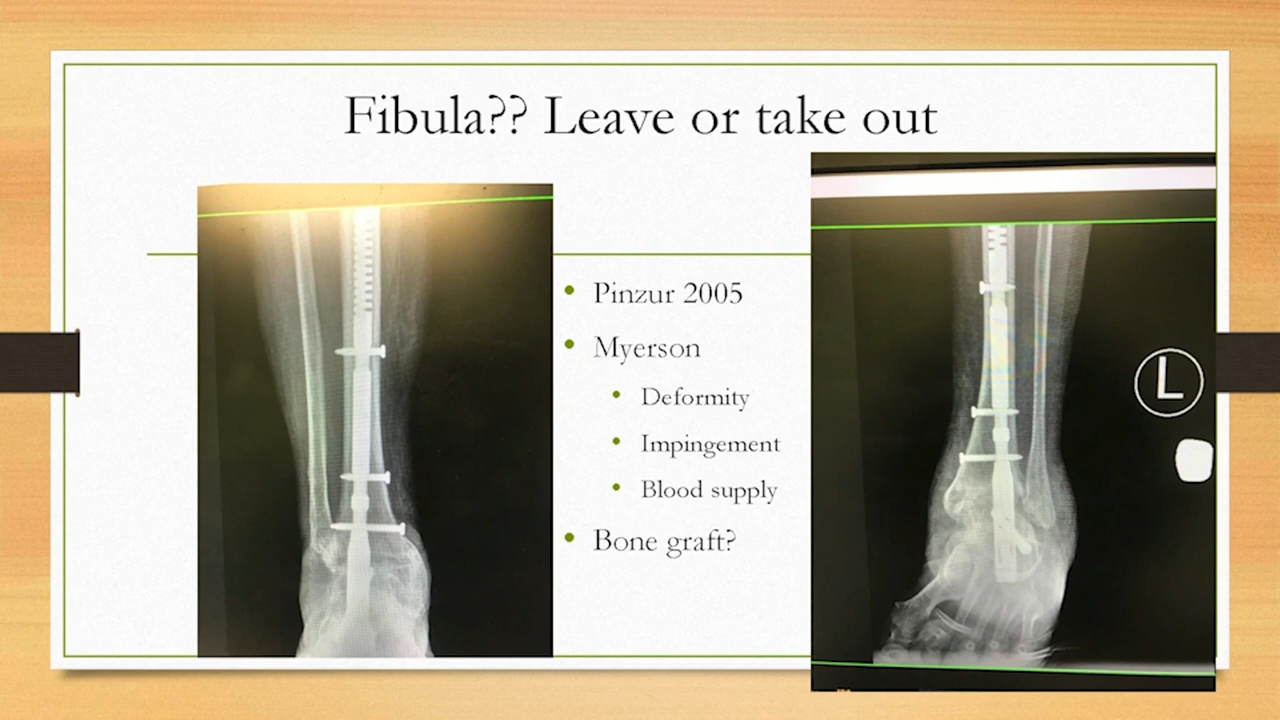 Fibula?? Leave or take out
Pinzur 2005
Myerson
Deformity
Impingement
Blood supply
Bone graft?
L